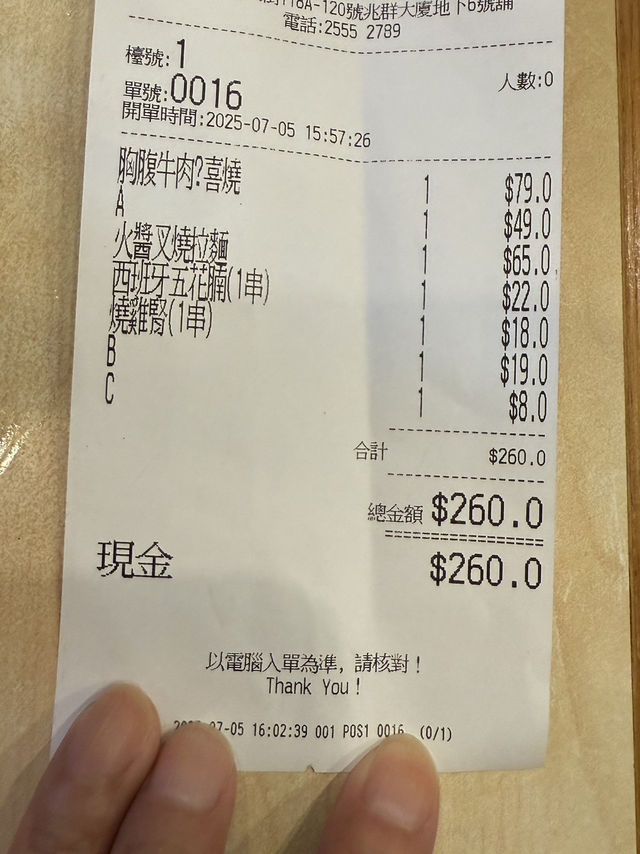 118A-120號兆群大廈地下6號舖
電話:2555 2789
檯號:1 人數:0
單號:0016
開單時間:2025-07-05 15:57:26
胸腹牛肉?喜燒 1 $79.0
A 1 $49.0
火醬叉燒拉麵 1 $65.0
西班牙五花腩(1串) 1 $22.0
燒雞腎(1串) 1 $18.0
B 1 $19.0
C 1 $8.0
合計 $260.0
總金額 $260.0
現金 $260.0
以電腦入單為準, 請核對!
Thank You!
07-05 16:02:39 001 POS1 0016 (0/1)